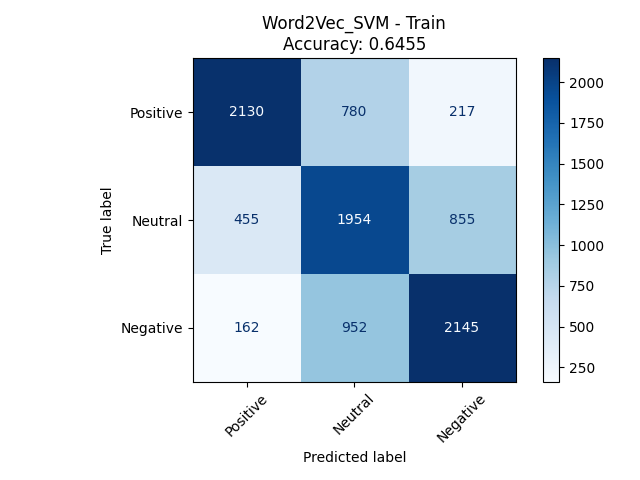 Word2Vec_SVM - Train
Accuracy: 0.6455
Positive 2130 780 217
Neutral 455 1954 855
Negative 162 952 2145
Positive Neutral Negative
Predicted label
True label
2000
1750
1500
1250
1000
750
500
250